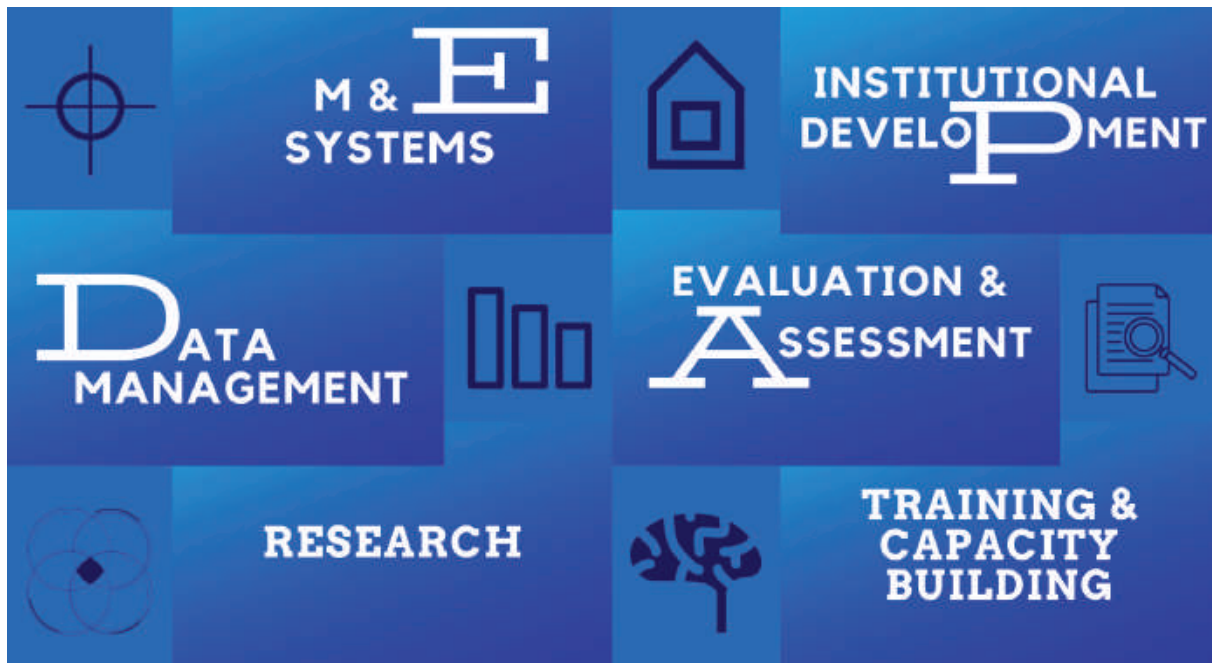 M & E
SYSTEMS
INSTITUTIONAL
DEVELOPMENT
DATA
MANAGEMENT
EVALUATION &
ASSESSMENT
RESEARCH
TRAINING &
CAPACITY
BUILDING